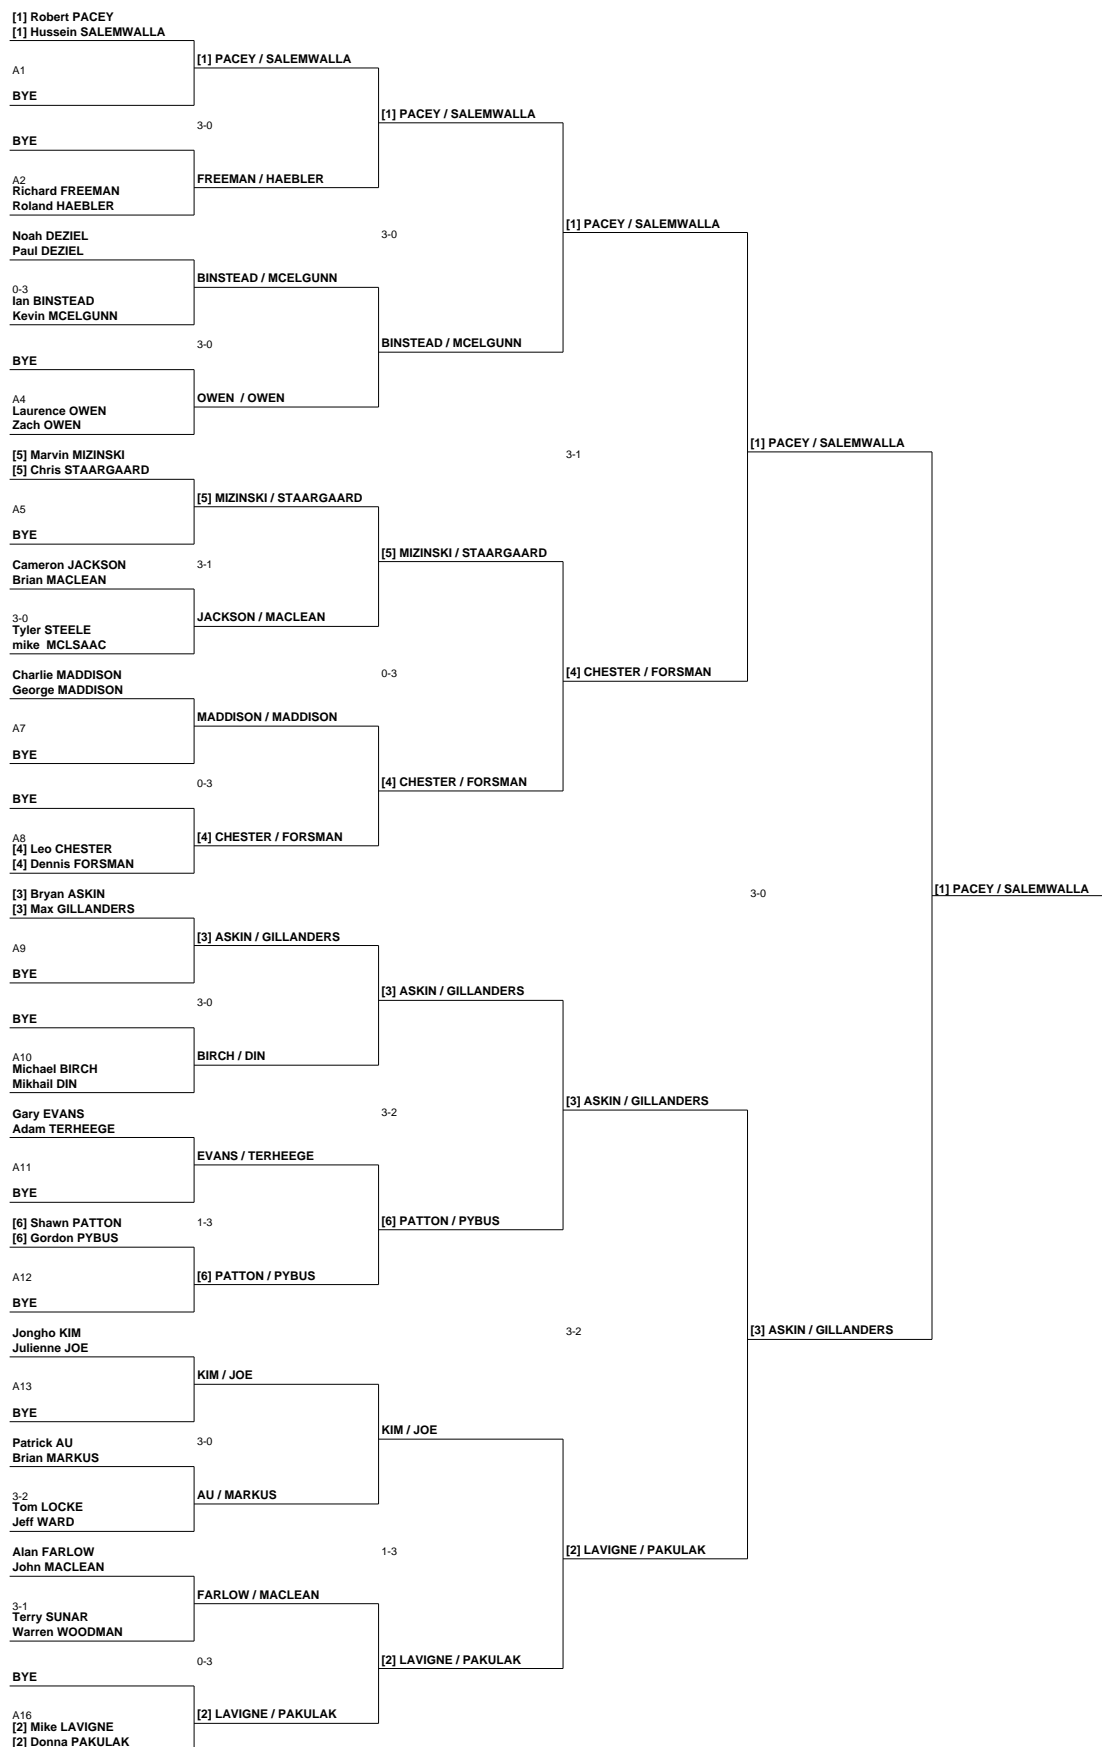 [1] Robert PACEY
[1] Hussein SALEMWALLA
[1] PACEY / SALEMWALLA
A1
BYE
[1] PACEY / SALEMWALLA
3-0
BYE
A2
FREEMAN / HAEBLER
Richard FREEMAN
Roland HAEBLER
[1] PACEY / SALEMWALLA
Noah DEZIEL
3-0
Paul DEZIEL
BINSTEAD / MCELGUNN
0-3
Ian BINSTEAD
Kevin MCELGUNN
3-0
BINSTEAD / MCELGUNN
BYE
A4
OWEN / OWEN
Laurence OWEN
Zach OWEN
[1] PACEY / SALEMWALLA
[5] Marvin MIZINSKI
3-1
[5] Chris STAARGAARD
[5] MIZINSKI / STAARGAARD
A5
BYE
[5] MIZINSKI / STAARGAARD
Cameron JACKSON
3-1
Brian MACLEAN
3-0
JACKSON / MACLEAN
Tyler STEELE
mike MCLSAAC
Charlie MADDISON
0-3
[4] CHESTER / FORSMAN
George MADDISON
MADDISON / MADDISON
A7
BYE
0-3
[4] CHESTER / FORSMAN
BYE
A8
[4] CHESTER / FORSMAN
[4] Leo CHESTER
[4] Dennis FORSMAN
[1] PACEY / SALEMWALLA
[3] Bryan ASKIN
3-0
[3] Max GILLANDERS
[3] ASKIN / GILLANDERS
A9
BYE
[3] ASKIN / GILLANDERS
3-0
BYE
A10
BIRCH / DIN
Michael BIRCH
Mikhail DIN
[3] ASKIN / GILLANDERS
Gary EVANS
3-2
Adam TERHEEGE
EVANS / TERHEEGE
A11
BYE
[6] Shawn PATTON
1-3
[6] PATTON / PYBUS
[6] Gordon PYBUS
A12
[6] PATTON / PYBUS
BYE
Jongho KIM
3-2
[3] ASKIN / GILLANDERS
Julienne JOE
KIM / JOE
A13
BYE
KIM / JOE
Patrick AU
3-0
Brian MARKUS
3-2
AU / MARKUS
Tom LOCKE
Jeff WARD
Alan FARLOW
1-3
[2] LAVIGNE / PAKULAK
John MACLEAN
FARLOW / MACLEAN
3-1
Terry SUNAR
Warren WOODMAN
0-3
[2] LAVIGNE / PAKULAK
BYE
A16
[2] LAVIGNE / PAKULAK
[2] Mike LAVIGNE
[2] Donna PAKULAK